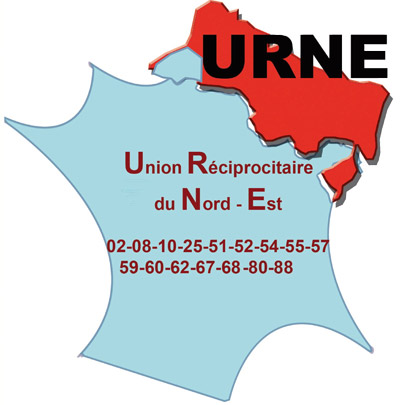 URNE
Union Réciprocitaire
du Nord - Est
02-08-10-25-51-52-54-55-57
59-60-62-67-68-80-88